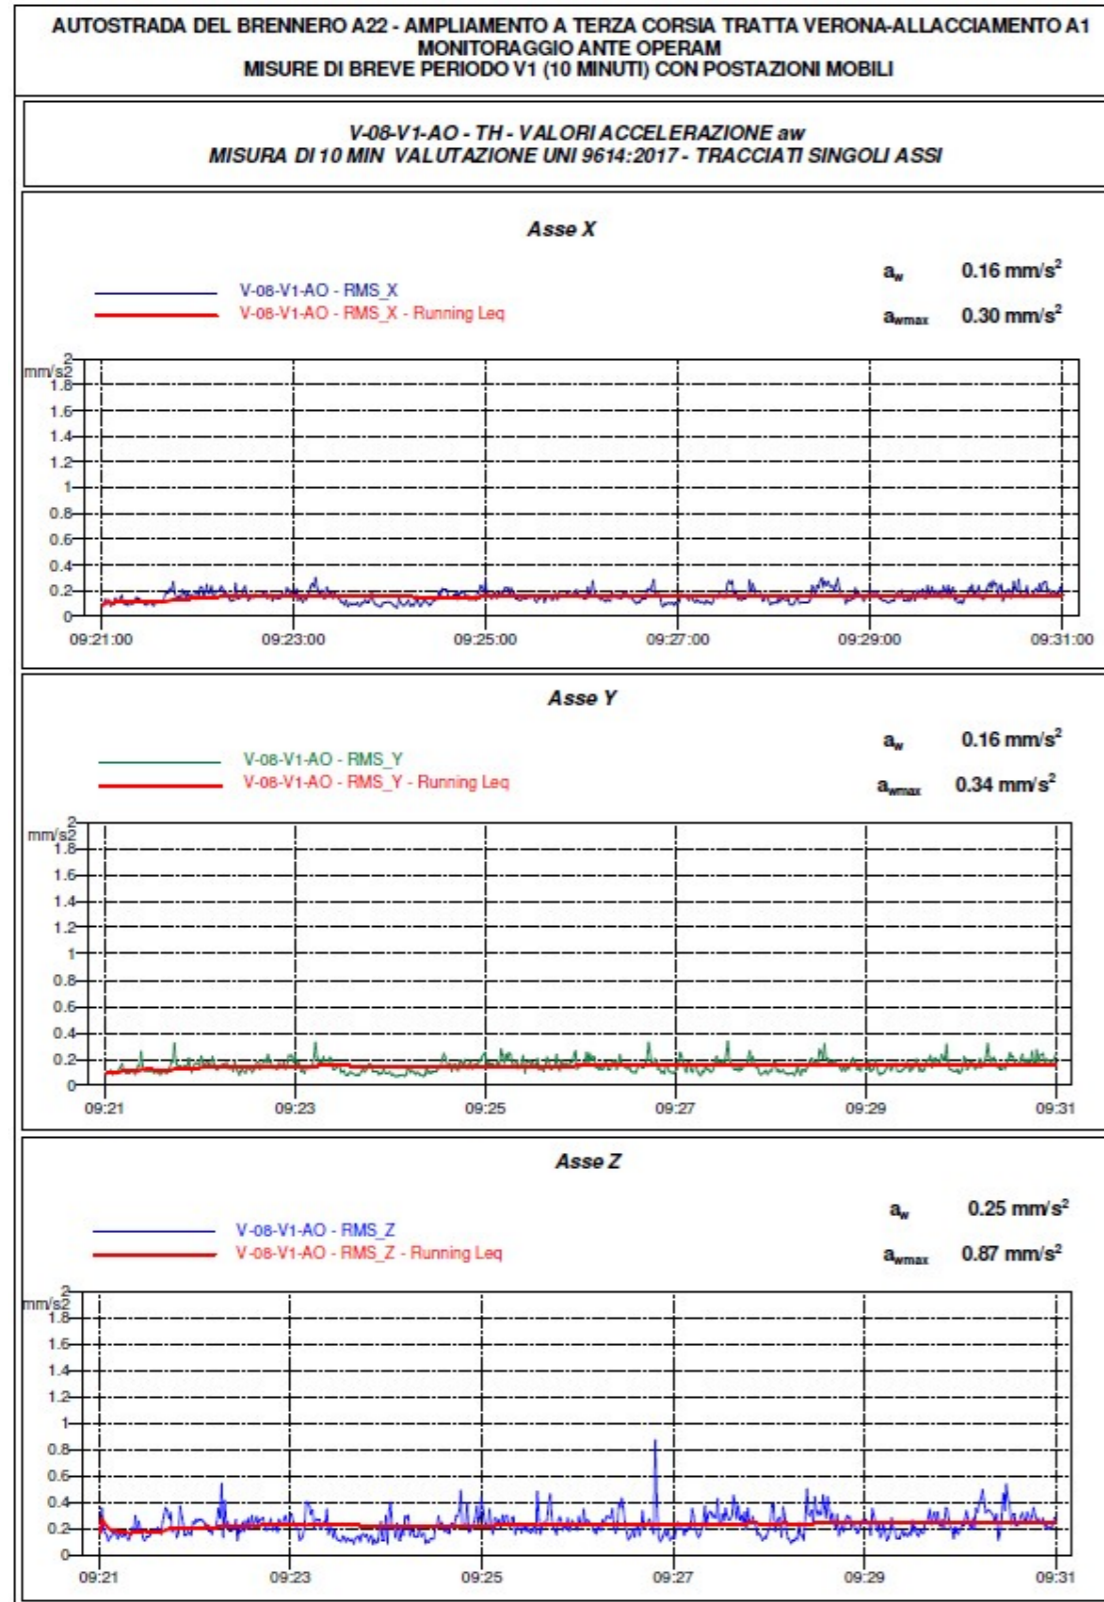 AUTOSTRADA DEL BRENNERO A22 - AMPLIAMENTO A TERZA CORSIA TRATTA VERONA-ALLACCIAMENTO A1
MONITORAGGIO ANTE OPERAM
MISURE DI BREVE PERIODO V1 (10 MINUTI) CON POSTAZIONI MOBILI
V-08-V1-AO - TH - VALORI ACCELERAZIONE aw
MISURA DI 10 MIN VALUTAZIONE UNI 9614:2017 - TRACCIATI SINGOLI ASSI
Asse X
aw 0.16 mm/s²
V-08-V1-AO - RMS_X
V-08-V1-AO - RMS_X - Running Leq
awmax 0.30 mm/s²
2
mm/s2
1.8
1.6
1.4
1.2
1
0.8
0.6
0.4
0.2
0
09:21:00 09:23:00 09:25:00 09:27:00 09:29:00 09:31:00
Asse Y
aw 0.16 mm/s²
V-08-V1-AO - RMS_Y
V-08-V1-AO - RMS_Y - Running Leq
awmax 0.34 mm/s²
2
mm/s2
1.8
1.6
1.4
1.2
1
0.8
0.6
0.4
0.2
0
09:21 09:23 09:25 09:27 09:29 09:31
Asse Z
aw 0.25 mm/s²
V-08-V1-AO - RMS_Z
V-08-V1-AO - RMS_Z - Running Leq
awmax 0.87 mm/s²
2
mm/s2
1.8
1.6
1.4
1.2
1
0.8
0.6
0.4
0.2
0
09:21 09:23 09:25 09:27 09:29 09:31